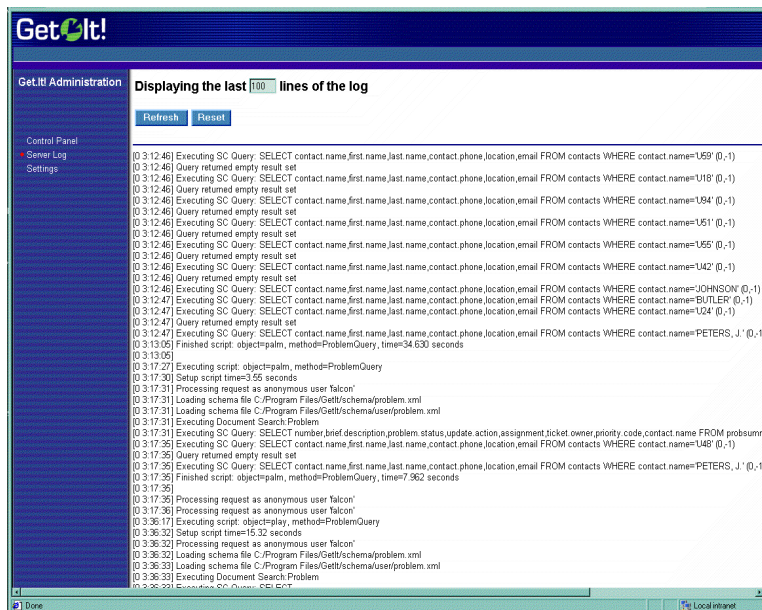 Get It!
Get.It! Administration
Control Panel
Server Log
Settings
Displaying the last 100 lines of the log
Refresh Reset
[0 3:12:46] Executing SC Query: SELECT contact.name,first.name,last.name,contact.phone,location,email FROM contacts WHERE contact.name='U59' (0,-1)
[0 3:12:46] Query returned empty result set
[0 3:12:46] Executing SC Query: SELECT contact.name,first.name,last.name,contact.phone,location,email FROM contacts WHERE contact.name='U18' (0,-1)
[0 3:12:46] Query returned empty result set
[0 3:12:46] Executing SC Query: SELECT contact.name,first.name,last.name,contact.phone,location,email FROM contacts WHERE contact.name='U94' (0,-1)
[0 3:12:46] Query returned empty result set
[0 3:12:46] Executing SC Query: SELECT contact.name,first.name,last.name,contact.phone,location,email FROM contacts WHERE contact.name='U51' (0,-1)
[0 3:12:46] Query returned empty result set
[0 3:12:46] Executing SC Query: SELECT contact.name,first.name,last.name,contact.phone,location,email FROM contacts WHERE contact.name='U55' (0,-1)
[0 3:12:46] Query returned empty result set
[0 3:12:46] Executing SC Query: SELECT contact.name,first.name,last.name,contact.phone,location,email FROM contacts WHERE contact.name='U42' (0,-1)
[0 3:12:46] Query returned empty result set
[0 3:12:46] Executing SC Query: SELECT contact.name,first.name,last.name,contact.phone,location,email FROM contacts WHERE contact.name='JOHNSON' (0,-1)
[0 3:12:47] Executing SC Query: SELECT contact.name,first.name,last.name,contact.phone,location,email FROM contacts WHERE contact.name='BUTLER' (0,-1)
[0 3:12:47] Executing SC Query: SELECT contact.name,first.name,last.name,contact.phone,location,email FROM contacts WHERE contact.name='U24' (0,-1)
[0 3:12:47] Query returned empty result set
[0 3:12:47] Executing SC Query: SELECT contact.name,first.name,last.name,contact.phone,location,email FROM contacts WHERE contact.name='PETERS, J.' (0,-1
[0 3:13:05] Finished script: object=palm, method=ProblemQuery, time=34.630 seconds
[0 3:13:05]
[0 3:17:27] Executing script: object=palm, method=ProblemQuery
[0 3:17:30] Setup script time=3.55 seconds
[0 3:17:31] Processing request as anonymous user 'falcon'
[0 3:17:31] Loading schema file C:/Program Files/GetIt/schema/problem.xml
[0 3:17:31] Loading schema file C:/Program Files/GetIt/schema/user/problem.xml
[0 3:17:31] Executing Document Search:Problem
[0 3:17:31] Executing SC Query: SELECT number,brief.description,problem.status,update.action,assignment,ticket.owner,priority.code,contact.name FROM probsumm
[0 3:17:35] Executing SC Query: SELECT contact.name,first.name,last.name,contact.phone,location,email FROM contacts WHERE contact.name='U48' (0,-1)
[0 3:17:35] Query returned empty result set
[0 3:17:35] Executing SC Query: SELECT contact.name,first.name,last.name,contact.phone,location,email FROM contacts WHERE contact.name='PETERS, J.' (0,-1
[0 3:17:35] Finished script: object=palm, method=ProblemQuery, time=7.962 seconds
[0 3:17:35]
[0 3:17:35] Processing request as anonymous user 'falcon'
[0 3:17:36] Processing request as anonymous user 'falcon'
[0 3:36:17] Executing script: object=play, method=ProblemQuery
[0 3:36:32] Setup script time=15.32 seconds
[0 3:36:32] Processing request as anonymous user 'falcon'
[0 3:36:32] Loading schema file C:/Program Files/GetIt/schema/problem.xml
[0 3:36:33] Loading schema file C:/Program Files/GetIt/schema/user/problem.xml
[0 3:36:33] Executing Document Search:Problem
[0 3:36:33] Executing SC Query: SELECT
Done
Local intranet